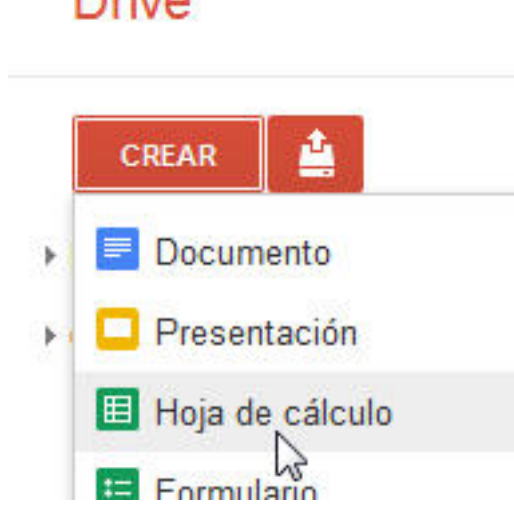 Drive
CREAR
Documento
Presentación
Hoja de cálculo
Formulario